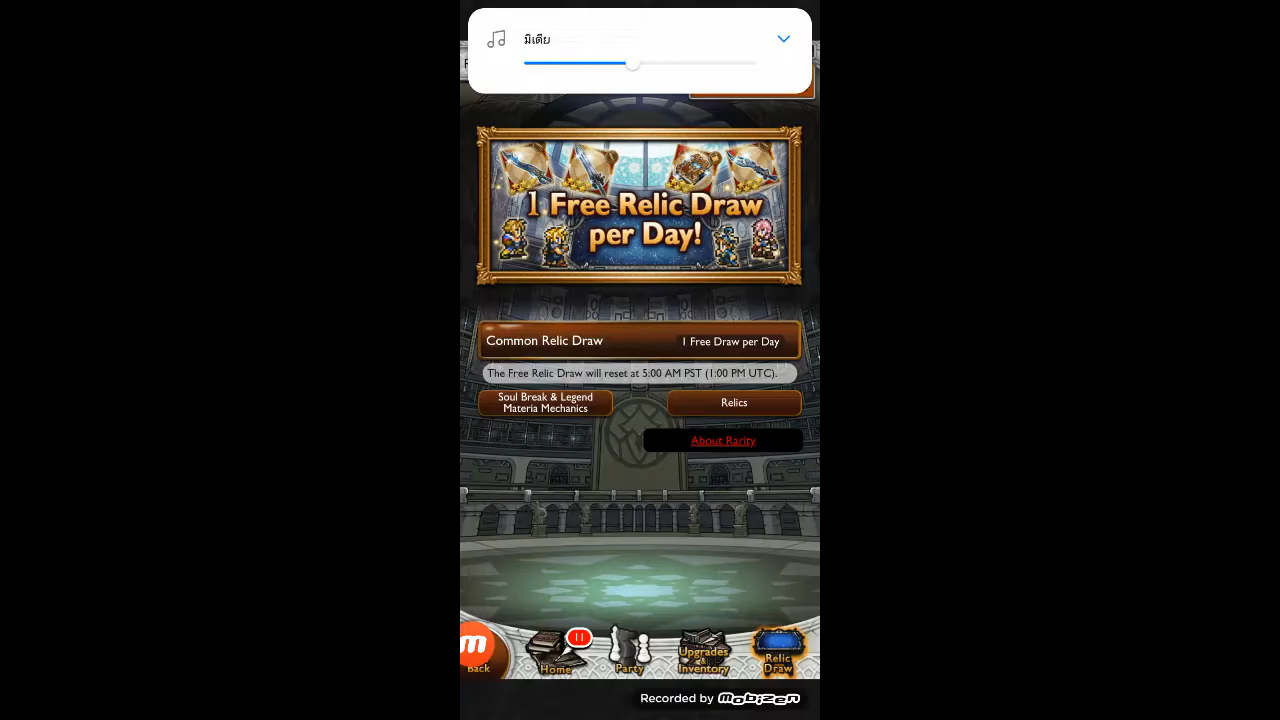 มีเดีย
1 Free Relic Draw
per Day!
Common Relic Draw
1 Free Draw per Day
The Free Relic Draw will reset at 5:00 AM PST (1:00 PM UTC).
Soul Break & Legend
Materia Mechanics
Relics
About Rarity
m
Back
11
Home
Party
Upgrades
&
Inventory
Relic
Draw
Recorded by mobizen